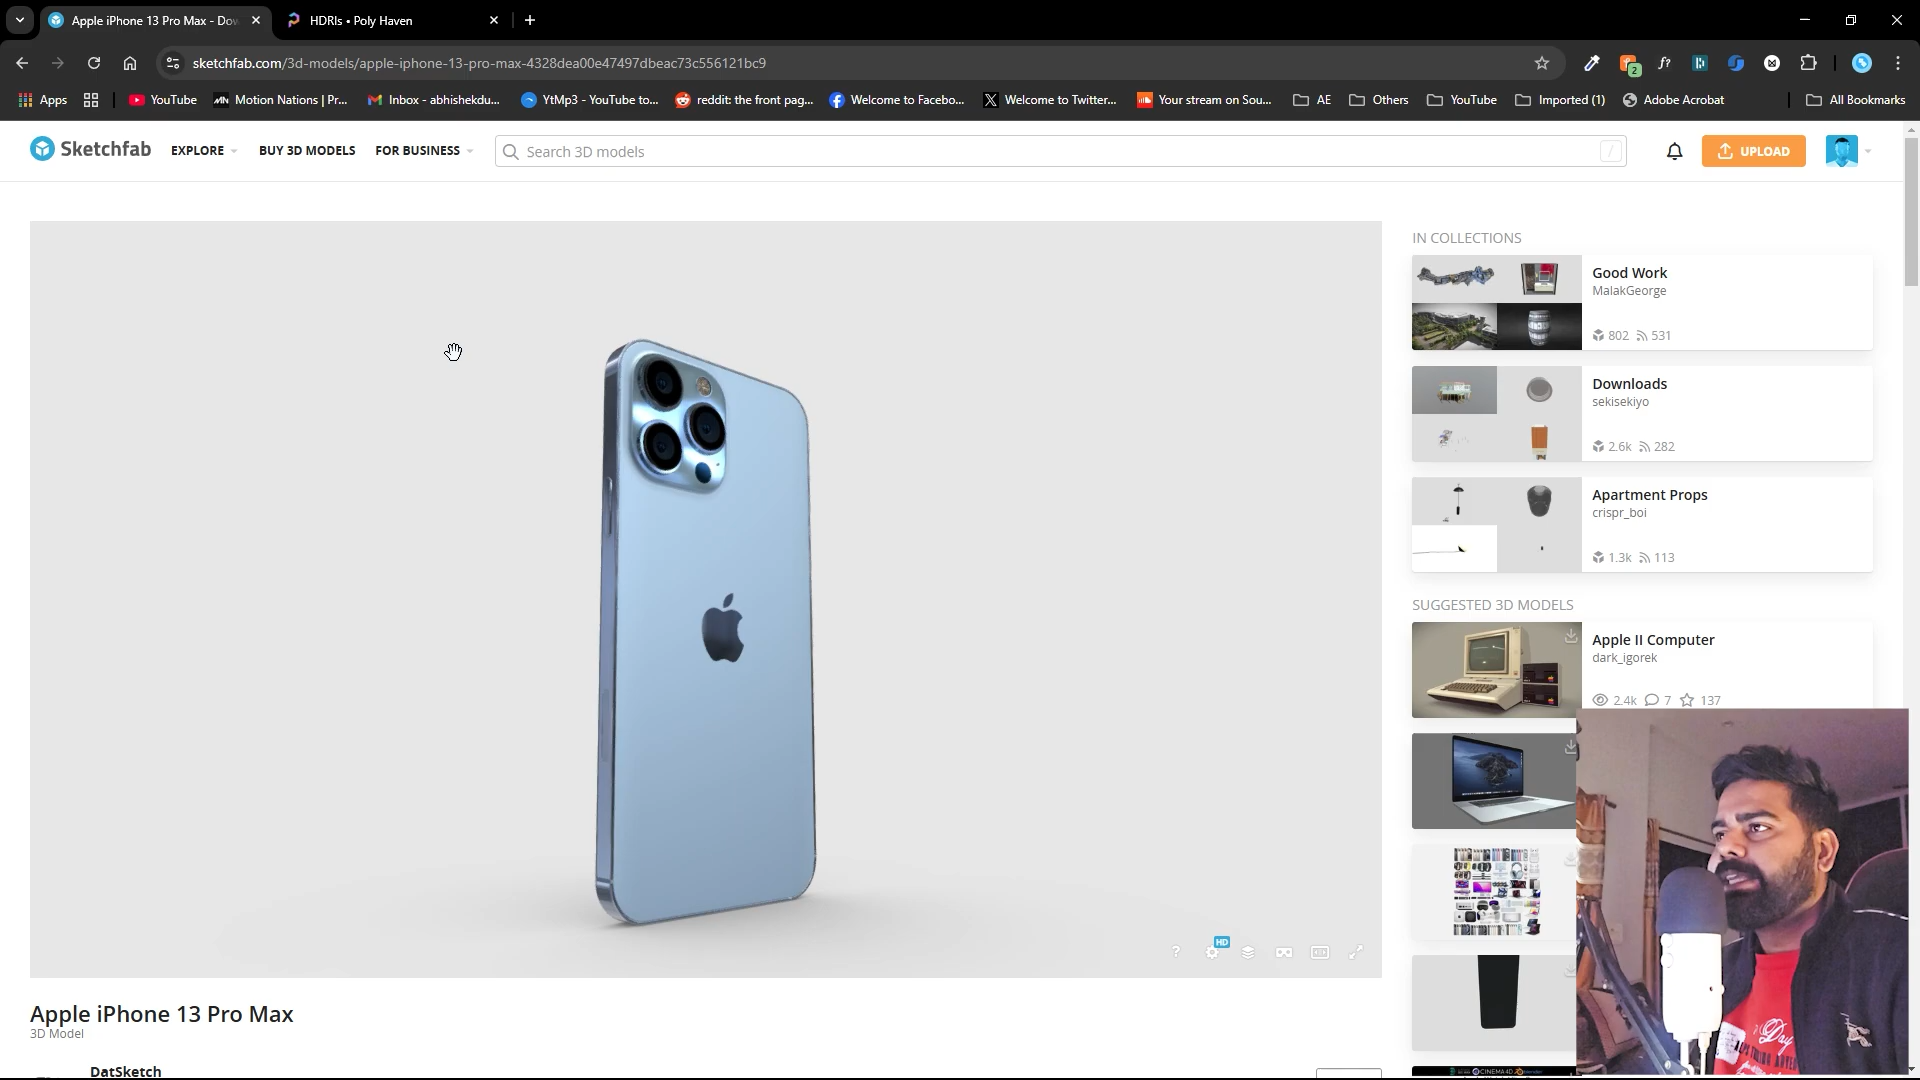 Apple iPhone 13 Pro Max - Dow
HDRIs • Poly Haven
sketchfab.com/3d-models/apple-iphone-13-pro-max-4328dea00e47497dbeac73c556121bc9
2
f?
Apps
YouTube
Motion Nations | Pr...
Inbox - abhishekdu...
YtMp3 - YouTube to...
reddit: the front pag...
Welcome to Facebo...
Welcome to Twitter...
Your stream on Sou...
AE
Others
YouTube
Imported (1)
Adobe Acrobat
All Bookmarks
Sketchfab
EXPLORE
BUY 3D MODELS
FOR BUSINESS
Search 3D models
/
UPLOAD
IN COLLECTIONS
Good Work
MalakGeorge
802 531
Downloads
sekisekiyo
2.6k 282
Apartment Props
crispr_boi
1.3k 113
SUGGESTED 3D MODELS
Apple II Computer
dark_igorek
2.4k 7 137
? HD
Apple iPhone 13 Pro Max
3D Model
DatSketch
CINEMA 4D
Day